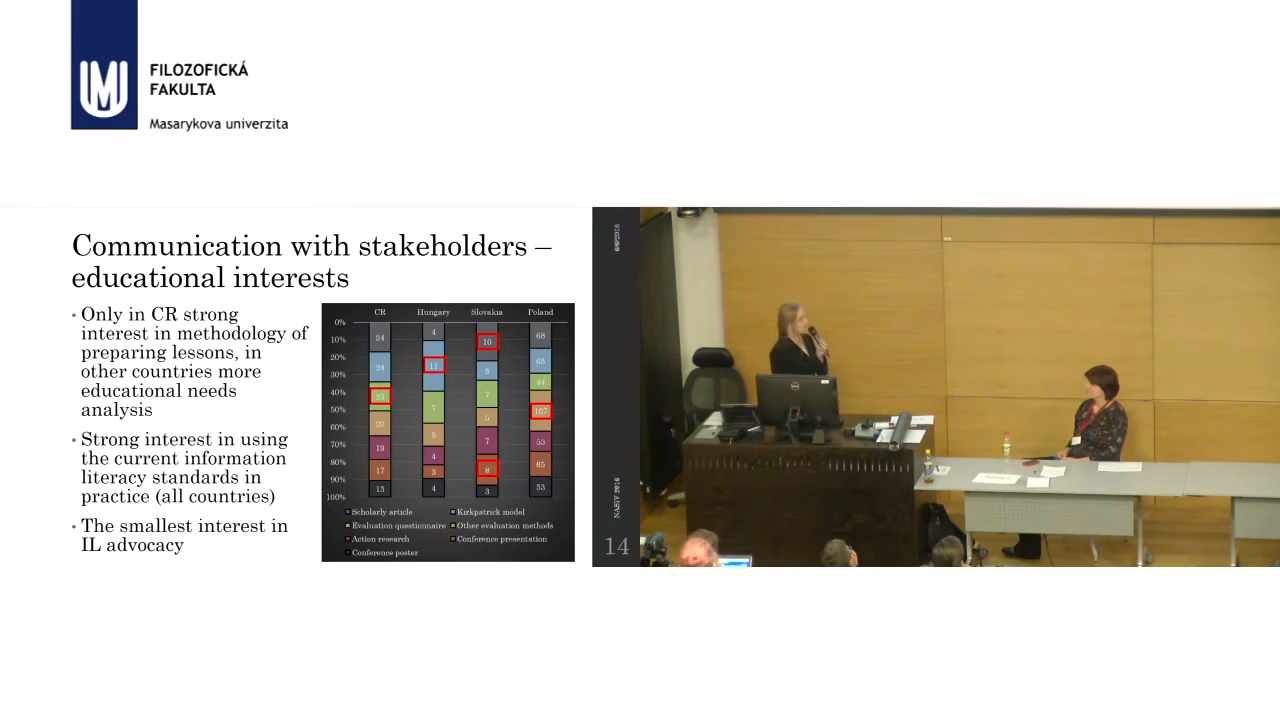 FILOZOFICKÁ
FAKULTA
Masarykova univerzita
Communication with stakeholders –
educational interests
• Only in CR strong
interest in methodology of
preparing lessons, in
other countries more
educational needs
analysis
• Strong interest in using
the current information
literacy standards in
practice (all countries)
• The smallest interest in
IL advocacy
CR Hungary Slovakia Poland
0%
10%
20%
30%
40%
50%
60%
70%
80%
90%
100%
24 4 10 68
24 11 5 65
23 7 7 44
20 5 5 107
19 4 7 53
17 3 8 65
13 4 3 53
Scholarly article Kirkpatrick model
Evaluation questionnaire Other evaluation methods
Action research Conference presentation
Conference poster
14
DELL